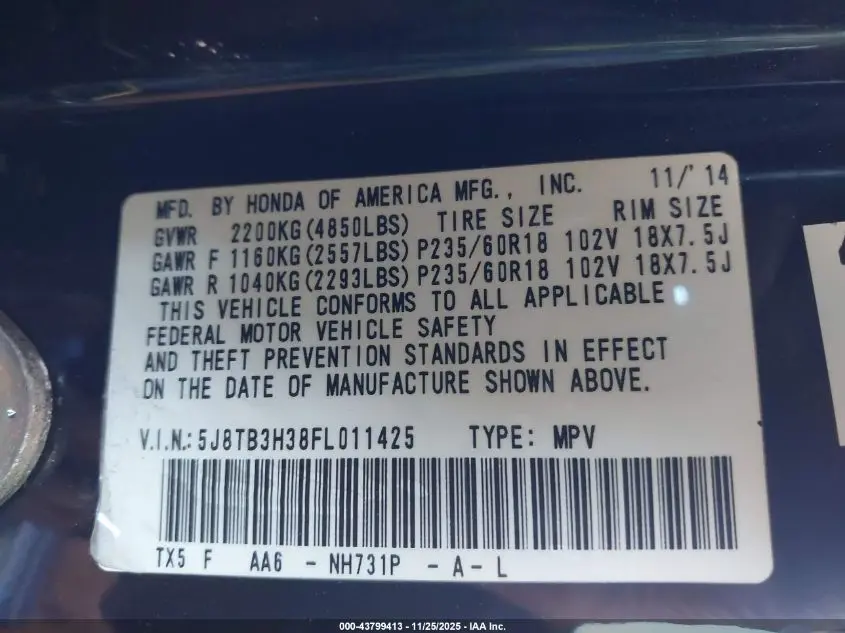 MFD. BY HONDA OF AMERICA MFG., INC. 11/'14
GVWR 2200KG(4850LBS) TIRE SIZE RIM SIZE
GAWR F 1160KG(2557LBS) P235/60R18 102V 18X7.5J
GAWR R 1040KG(2293LBS) P235/60R18 102V 18X7.5J
THIS VEHICLE CONFORMS TO ALL APPLICABLE
FEDERAL MOTOR VEHICLE SAFETY
AND THEFT PREVENTION STANDARDS IN EFFECT
ON THE DATE OF MANUFACTURE SHOWN ABOVE.
V.I.N.: 5J8TB3H38FL011425 TYPE: MPV
TX5 F AA6 - NH731P - A - L
000-43799413 - 11/25/2025 - IAA Inc.